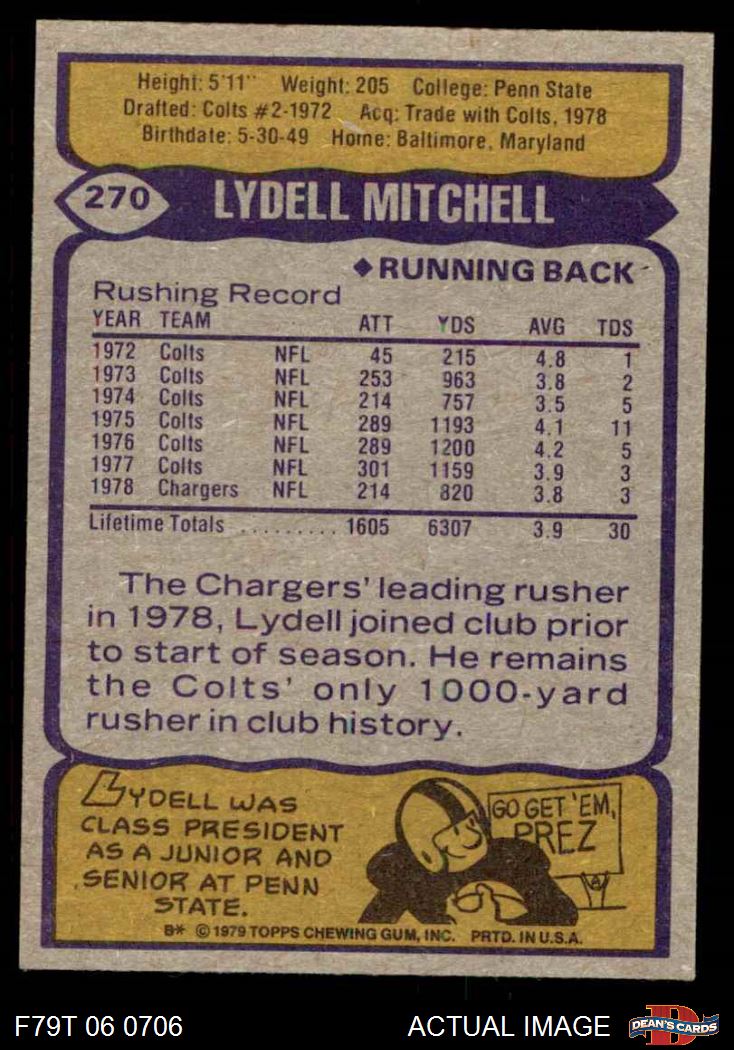 Height: 5'11" Weight: 205 College: Penn State
Drafted: Colts #2-1972 Acq: Trade with Colts, 1978
Birthdate: 5-30-49 Home: Baltimore, Maryland
270 LYDELL MITCHELL
◆RUNNING BACK
Rushing Record
YEAR TEAM ATT YDS AVG TDS
1972 Colts NFL 45 215 4.8 1
1973 Colts NFL 253 963 3.8 2
1974 Colts NFL 214 757 3.5 5
1975 Colts NFL 289 1193 4.1 11
1976 Colts NFL 289 1200 4.2 5
1977 Colts NFL 301 1159 3.9 3
1978 Chargers NFL 214 820 3.8 3
Lifetime Totals .......... 1605 6307 3.9 30
The Chargers' leading rusher
in 1978, Lydell joined club prior
to start of season. He remains
the Colts' only 1000-yard
rusher in club history.
LYDELL WAS
CLASS PRESIDENT
AS A JUNIOR AND
SENIOR AT PENN
STATE.
GO GET 'EM,
PREZ
B* © 1979 TOPPS CHEWING GUM, INC. PRTD. IN U.S.A.
F79T 06 0706 ACTUAL IMAGE D DEAN'S CARDS